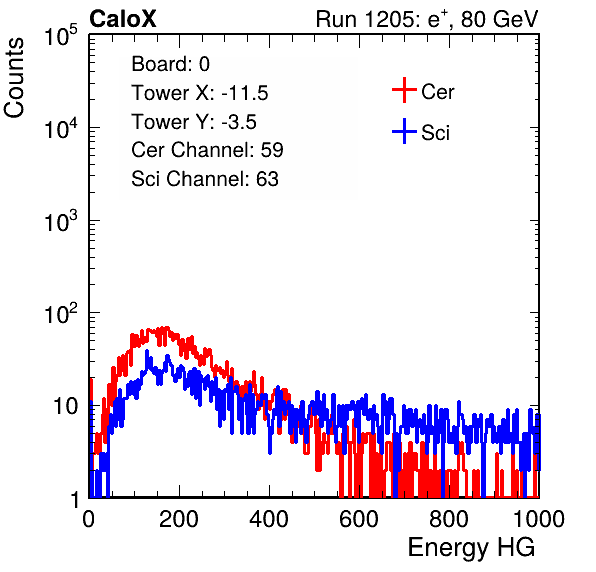 CaloX Run 1205: e⁺, 80 GeV
Counts
10⁵
10⁴
10³
10²
10
1
Board: 0
Tower X: -11.5
Tower Y: -3.5
Cer Channel: 59
Sci Channel: 63
Cer
Sci
0 200 400 600 800 1000
Energy HG